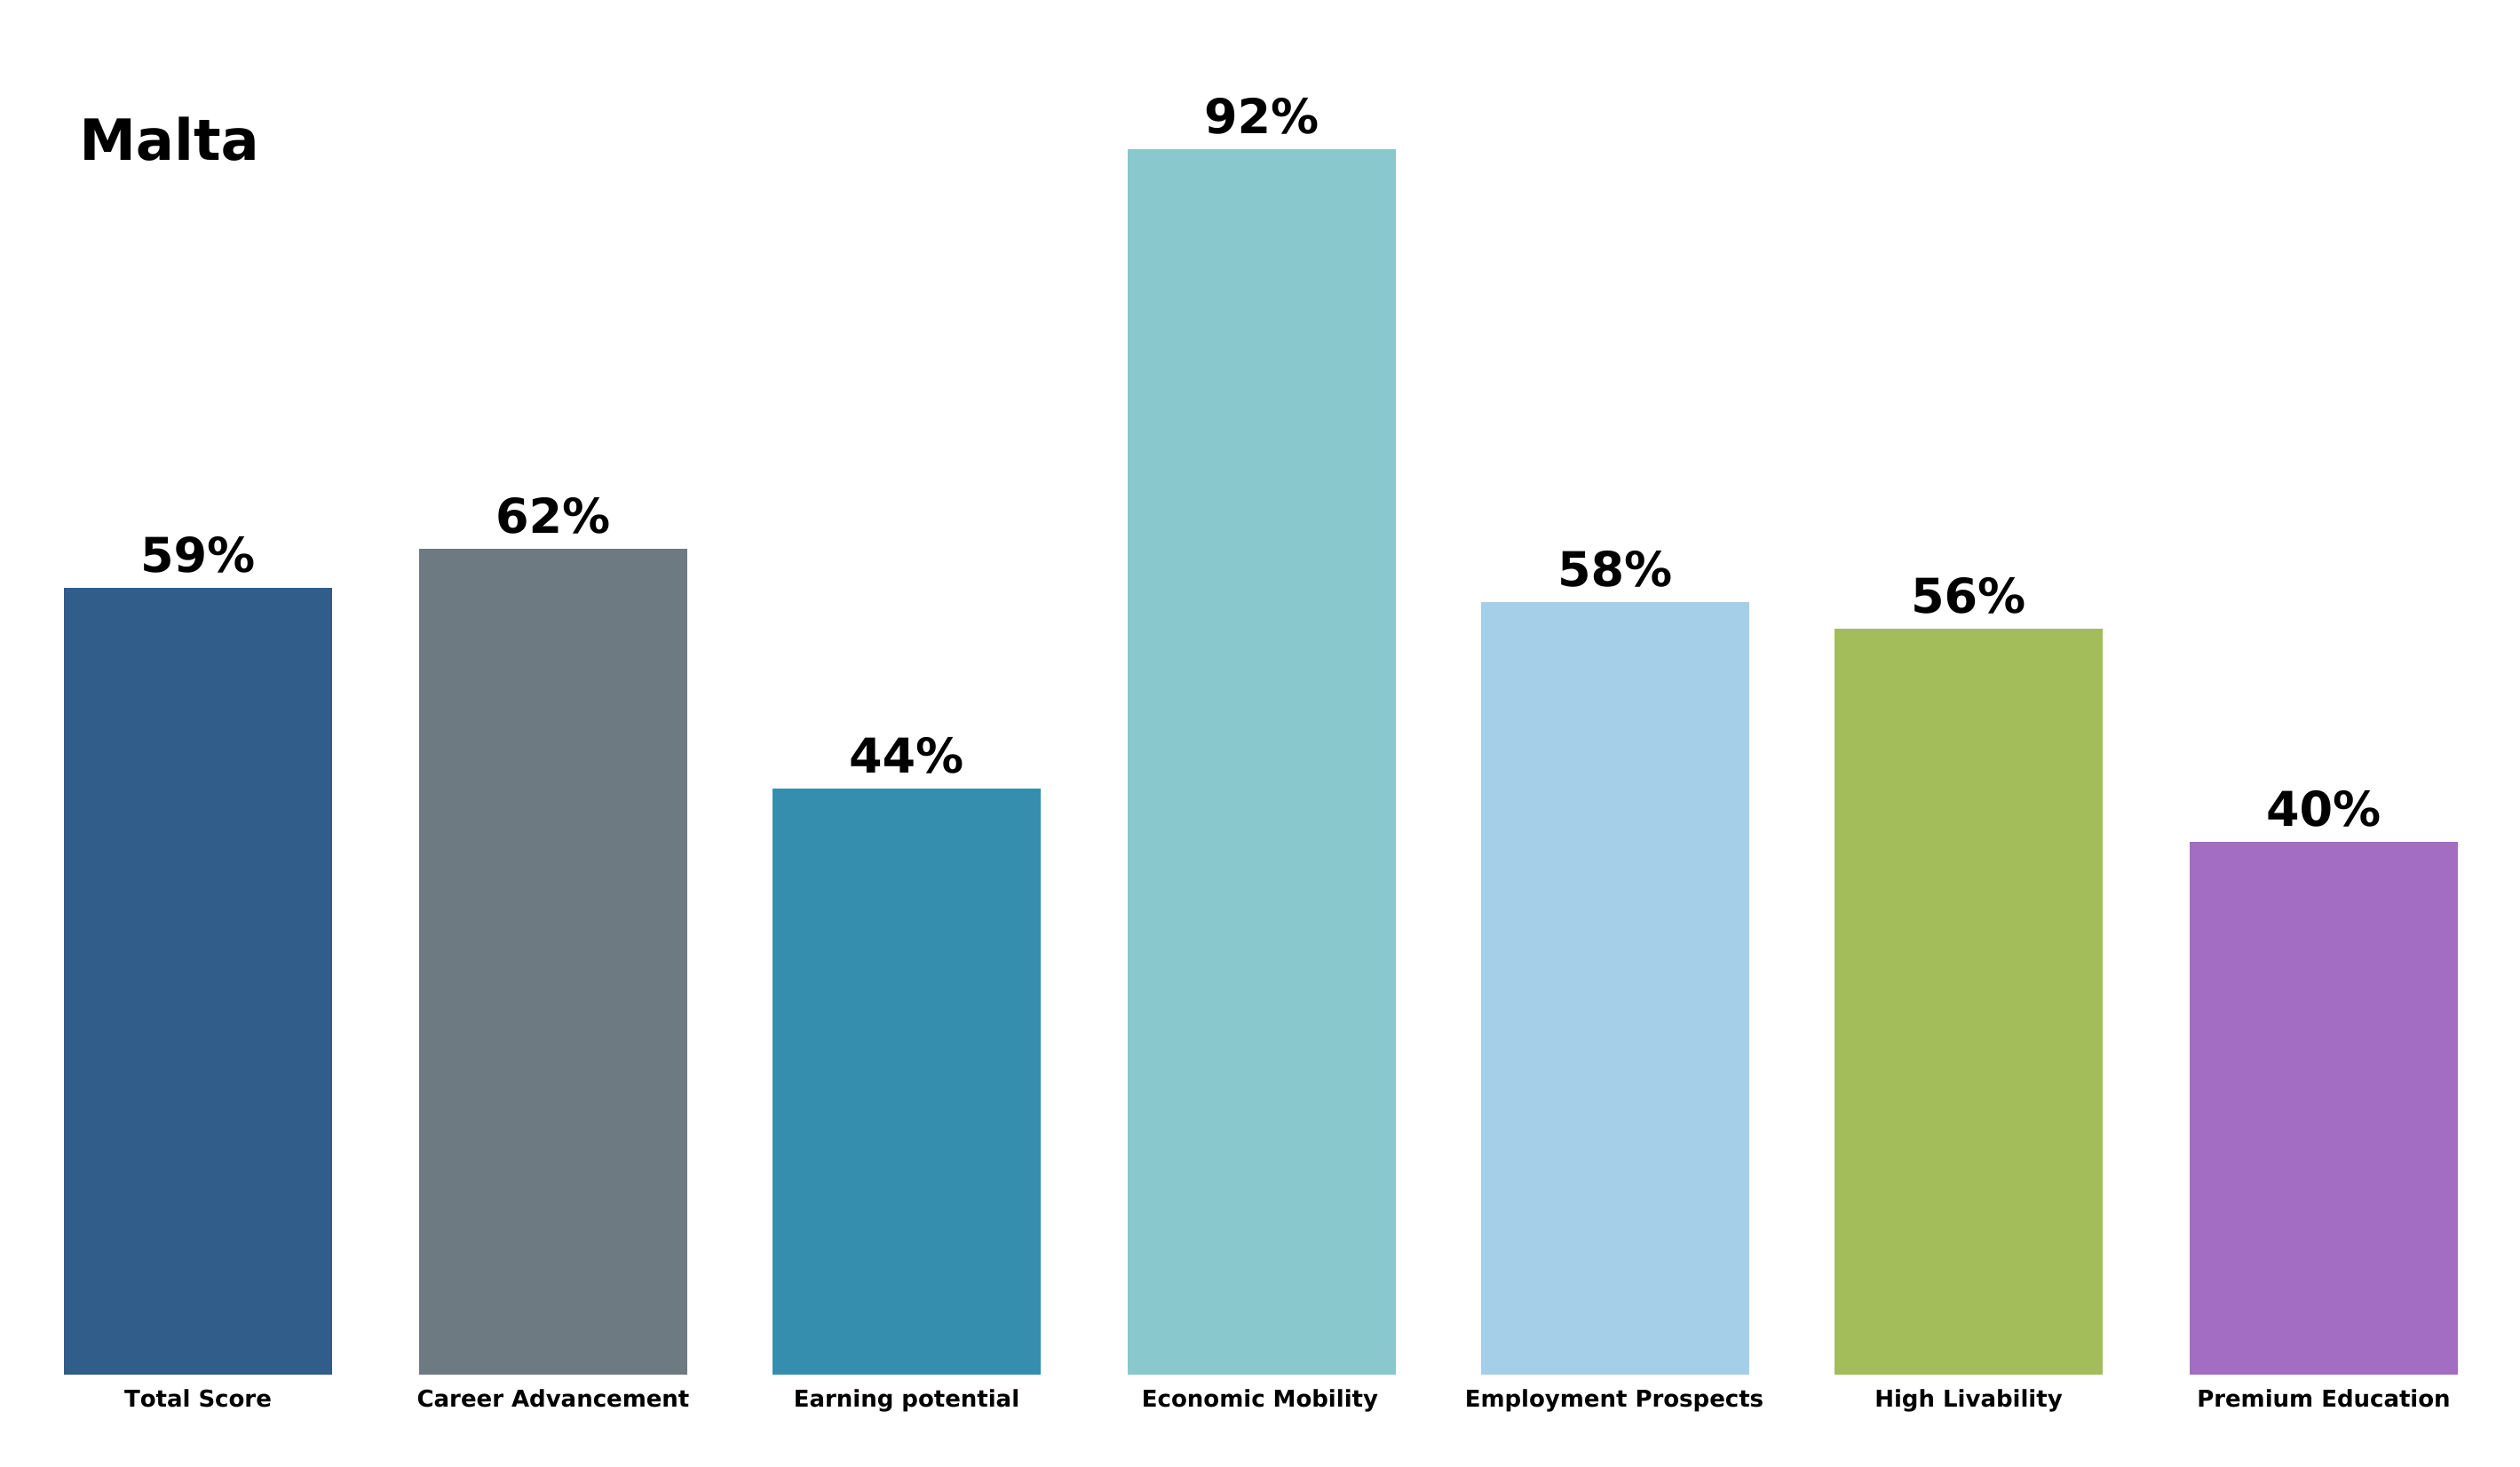 Malta
59%
62%
44%
92%
58%
56%
40%
Total Score
Career Advancement
Earning potential
Economic Mobility
Employment Prospects
High Livability
Premium Education